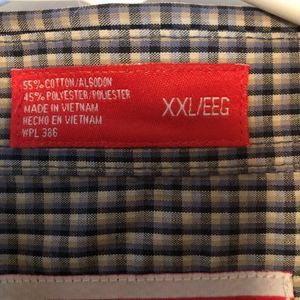 55% COTTON/ALGODON
45% POLYESTER/POLIESTER
MADE IN VIETNAM
HECHO EN VIETNAM
WPL 386
XXL/EEG